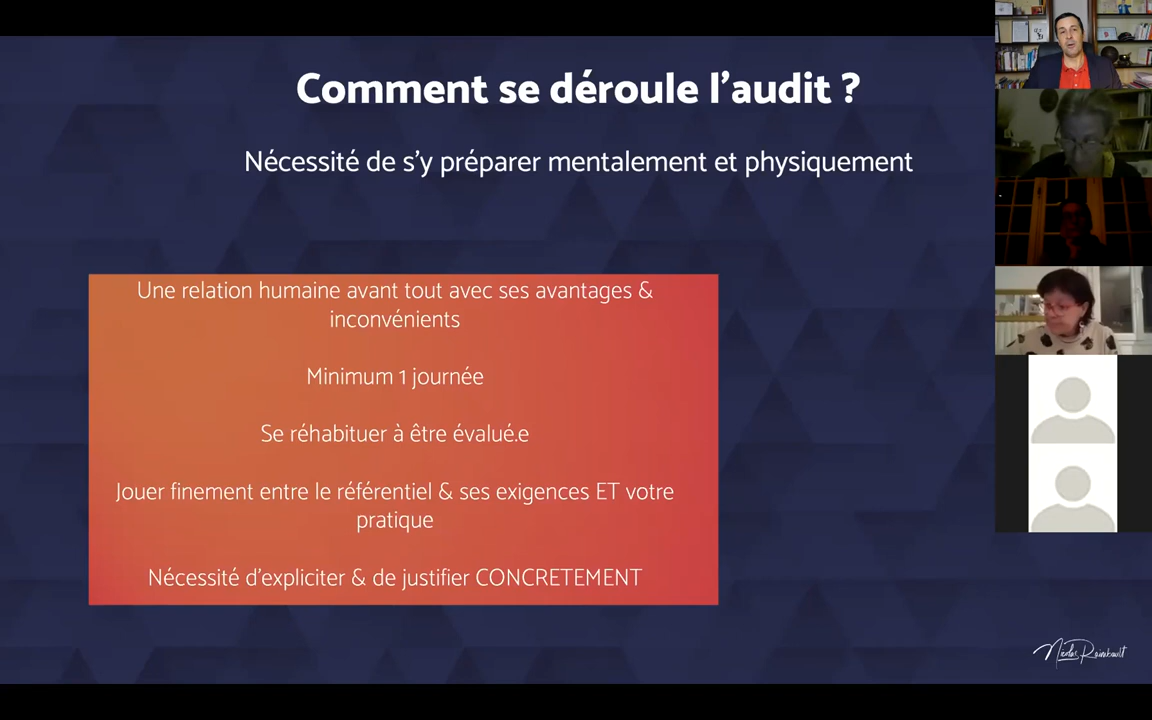 Comment se déroule l'audit ?
Nécessité de s'y préparer mentalement et physiquement
Une relation humaine avant tout avec ses avantages &
inconvénients
Minimum 1 journée
Se réhabituer à être évalué.e
Jouer finement entre le référentiel & ses exigences ET votre
pratique
Nécessité d'expliciter & de justifier CONCRETEMENT
Nicolas Raimbault